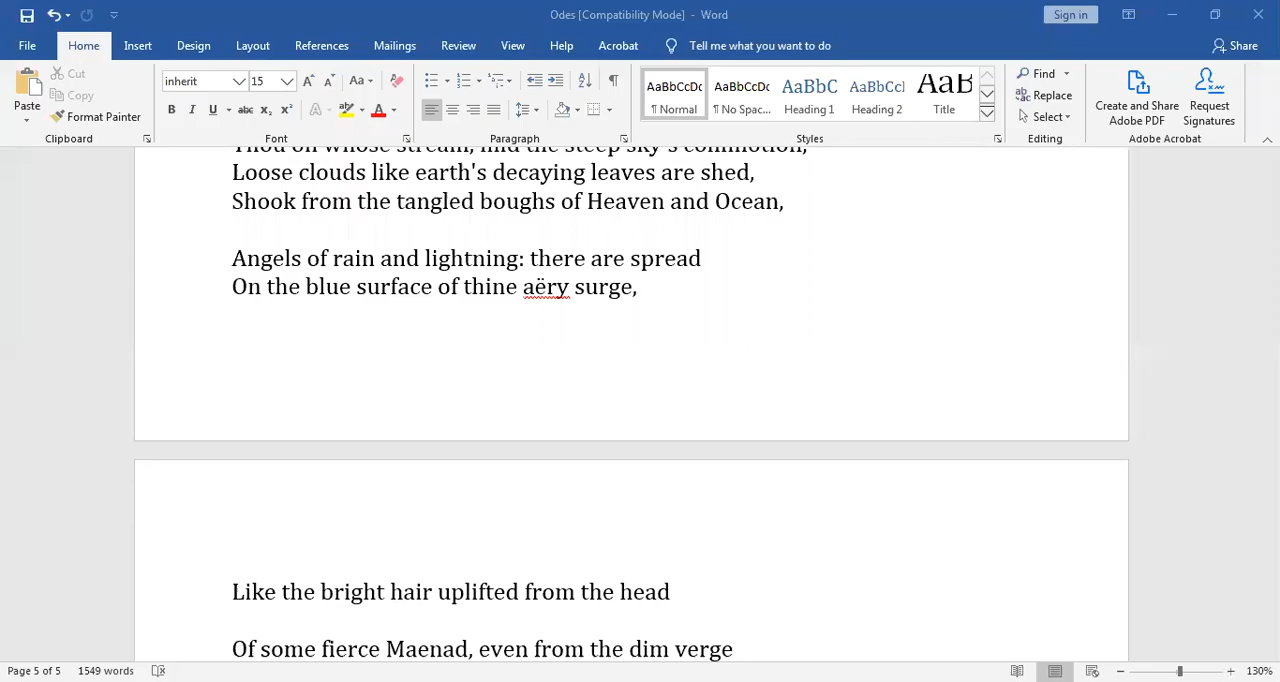 Odes [Compatibility Mode] - Word
Sign in
File Home Insert Design Layout References Mailings Review View Help Acrobat Tell me what you want to do Share
Paste
Cut
Copy
Format Painter
Clipboard
inherit 15
Aa
B I U abc x₂ x² A A
Font
Paragraph
AaBbCcDc AaBbCcDc AaBbC AaBbCcl AaB
¶ Normal ¶ No Spac... Heading 1 Heading 2 Title
Styles
Find
Replace
Select
Editing
Create and Share Adobe PDF
Request Signatures
Adobe Acrobat
Thou on whose stream, mid the steep sky's commotion,
Loose clouds like earth's decaying leaves are shed,
Shook from the tangled boughs of Heaven and Ocean,
Angels of rain and lightning: there are spread
On the blue surface of thine aëry surge,
Like the bright hair uplifted from the head
Of some fierce Maenad, even from the dim verge
Page 5 of 5 1549 words 130%